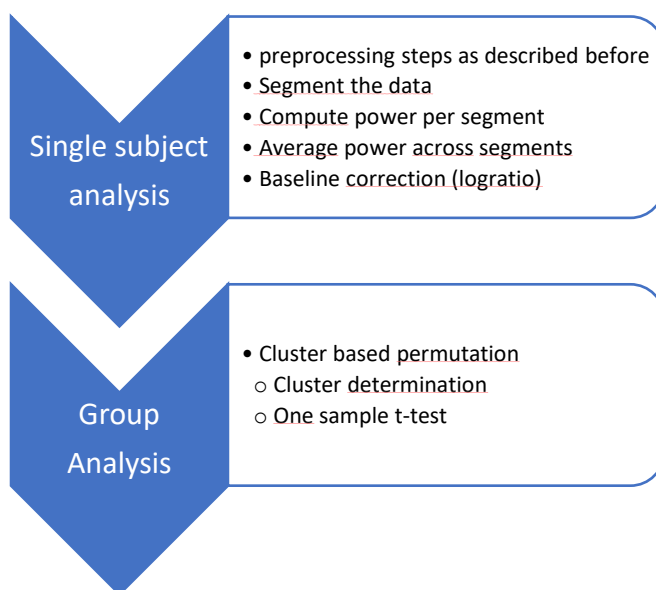 Single subject
analysis
• preprocessing steps as described before
• Segment the data
• Compute power per segment
• Average power across segments
• Baseline correction (logratio)
Group
Analysis
• Cluster based permutation
o Cluster determination
o One sample t-test